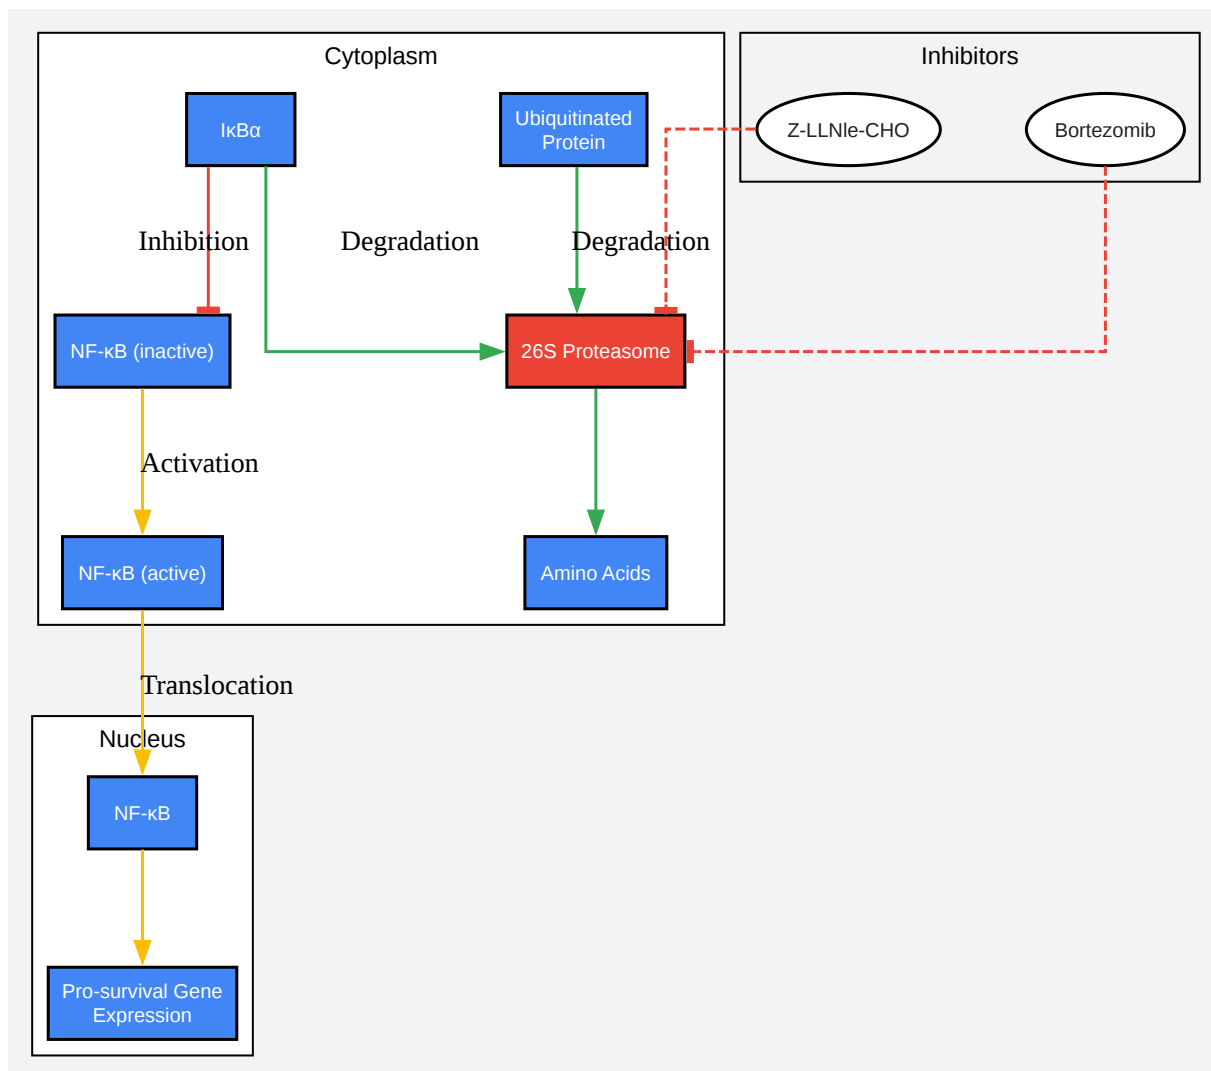 Cytoplasm
Inhibitors
IκBα
Ubiquitinated
Protein
Z-LLNle-CHO
Bortezomib
Inhibition
Degradation
Degradation
NF-κB (inactive)
26S Proteasome
Activation
NF-κB (active)
Amino Acids
Translocation
Nucleus
NF-κB
Pro-survival Gene
Expression